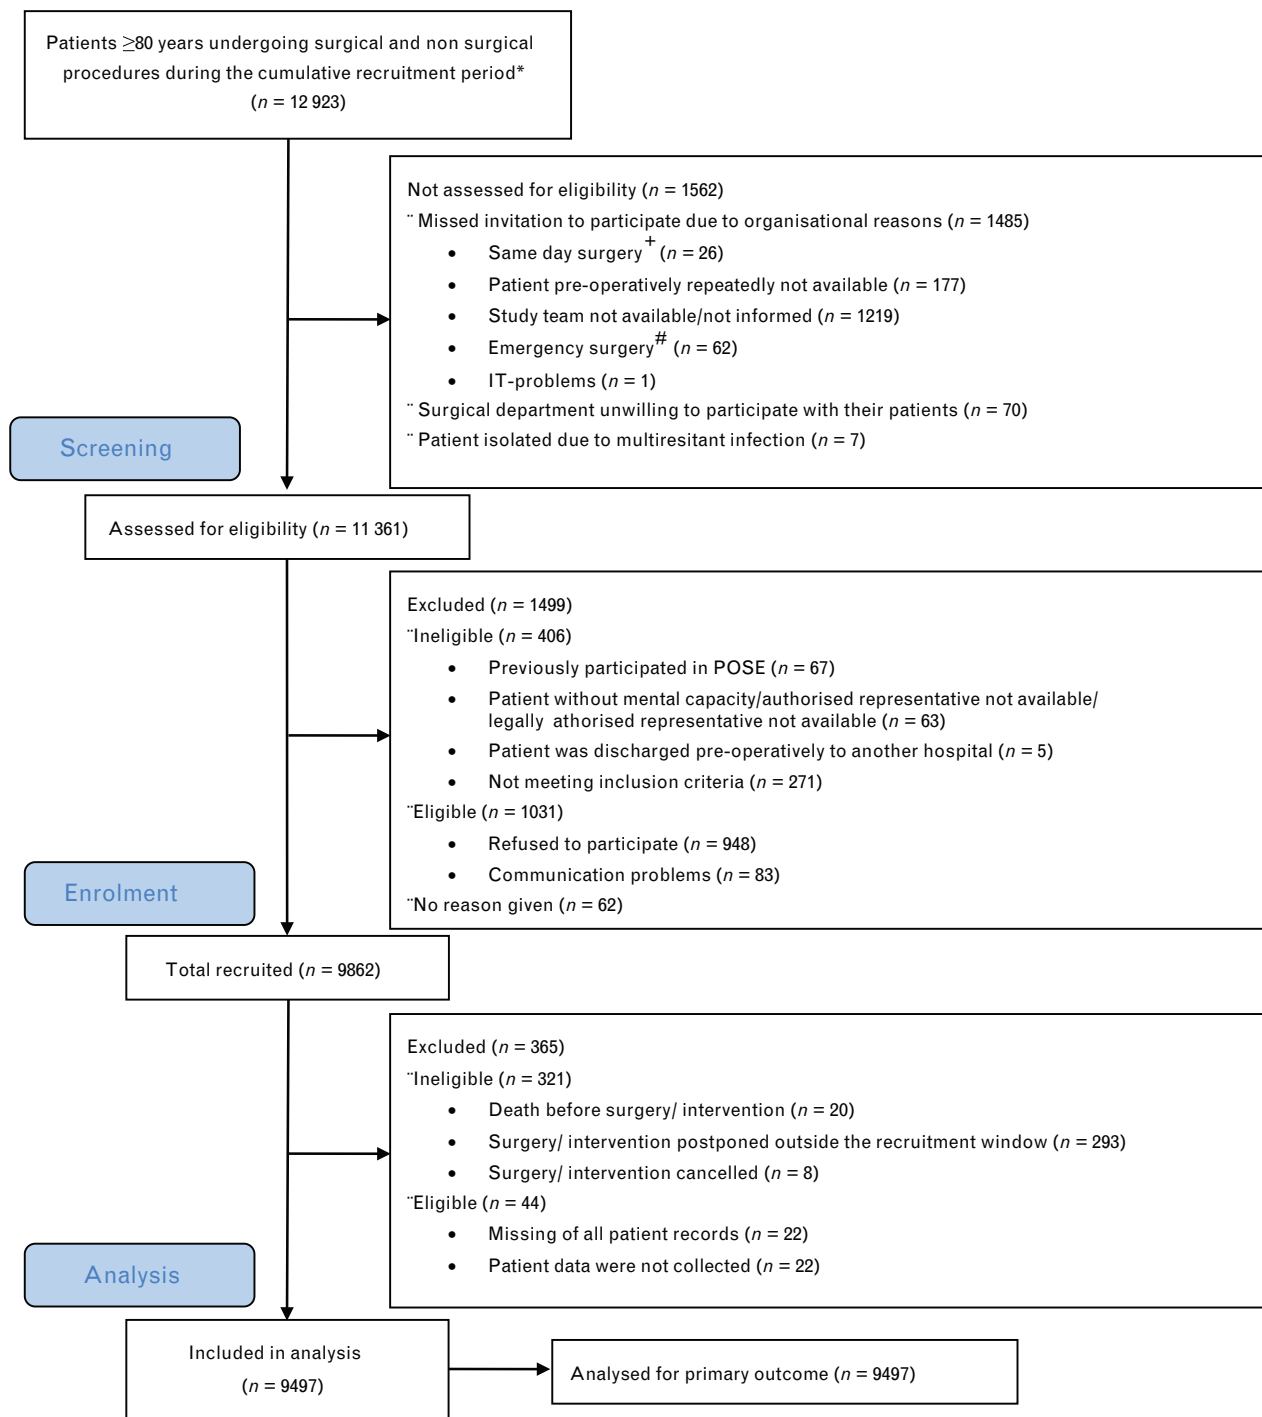 Patients ≥80 years undergoing surgical and non surgical
procedures during the cumulative recruitment period*
(n = 12 923)
Not assessed for eligibility (n = 1562)
¨ Missed invitation to participate due to organisational reasons (n = 1485)
• Same day surgery+ (n = 26)
• Patient pre-operatively repeatedly not available (n = 177)
• Study team not available/not informed (n = 1219)
• Emergency surgery# (n = 62)
• IT-problems (n = 1)
¨ Surgical department unwilling to participate with their patients (n = 70)
¨ Patient isolated due to multiresitant infection (n = 7)
Screening
Assessed for eligibility (n = 11 361)
Excluded (n = 1499)
¨Ineligible (n = 406)
• Previously participated in POSE (n = 67)
• Patient without mental capacity/authorised representative not available/
legally athorised representative not available (n = 63)
• Patient was discharged pre-operatively to another hospital (n = 5)
• Not meeting inclusion criteria (n = 271)
¨Eligible (n = 1031)
• Refused to participate (n = 948)
• Communication problems (n = 83)
¨No reason given (n = 62)
Enrolment
Total recruited (n = 9862)
Excluded (n = 365)
¨Ineligible (n = 321)
• Death before surgery/ intervention (n = 20)
• Surgery/ intervention postponed outside the recruitment window (n = 293)
• Surgery/ intervention cancelled (n = 8)
¨Eligible (n = 44)
• Missing of all patient records (n = 22)
• Patient data were not collected (n = 22)
Analysis
Included in analysis
(n = 9497)
Analysed for primary outcome (n = 9497)